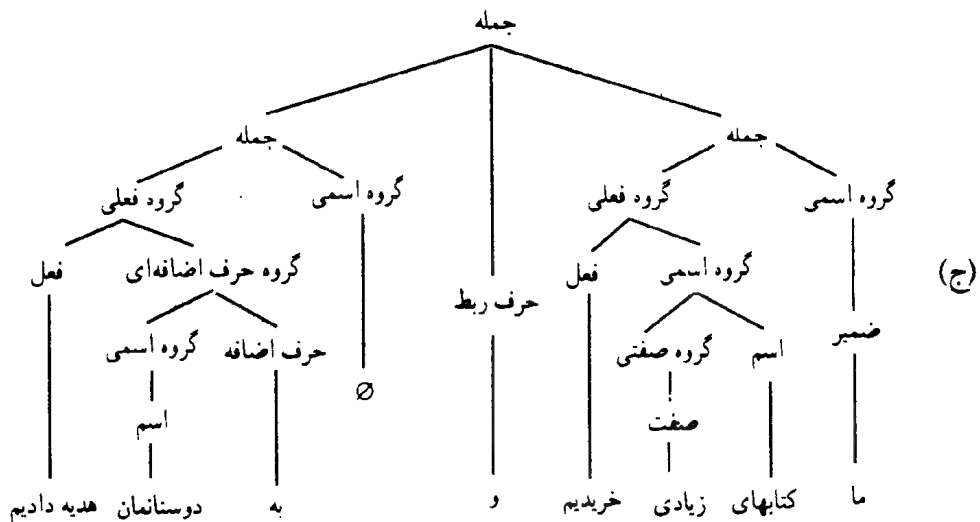 جمله
جمله جمله
گروه اسمی گروه فعلی گروه اسمی گروه فعلی
(ج)
گروه اسمی فعل گروه حرف اضافه‌ای فعل
حرف ربط
ضمیر
اسم گروه صفتی حرف اضافه گروه اسمی
∅
صفت اسم
ما کتابهای زیادی خریدیم و به دوستانمان هدیه دادیم